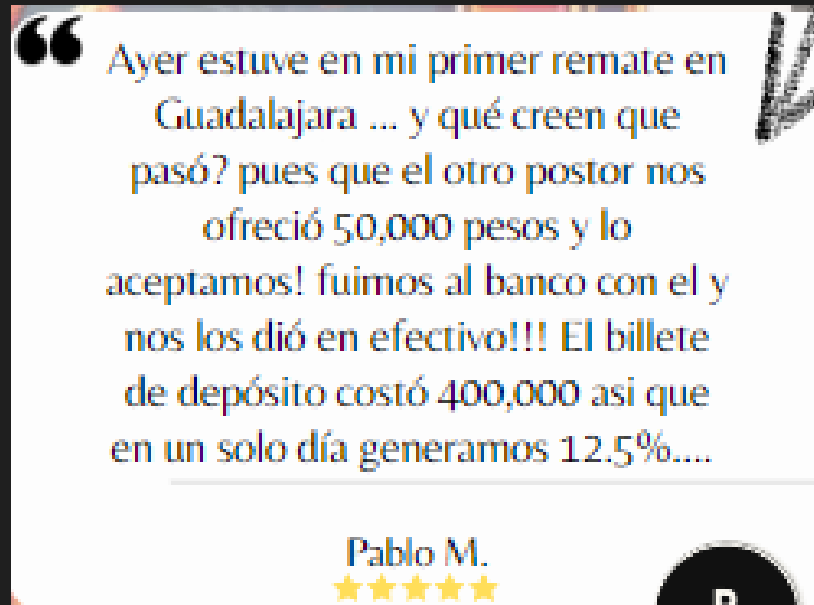 ❝ Ayer estuve en mi primer remate en
Guadalajara ... y qué creen que
pasó? pues que el otro postor nos
ofreció 50,000 pesos y lo
aceptamos! fuimos al banco con el y
nos los dió en efectivo!!! El billete
de depósito costó 400,000 asi que
en un solo día generamos 12.5%....
Pablo M.